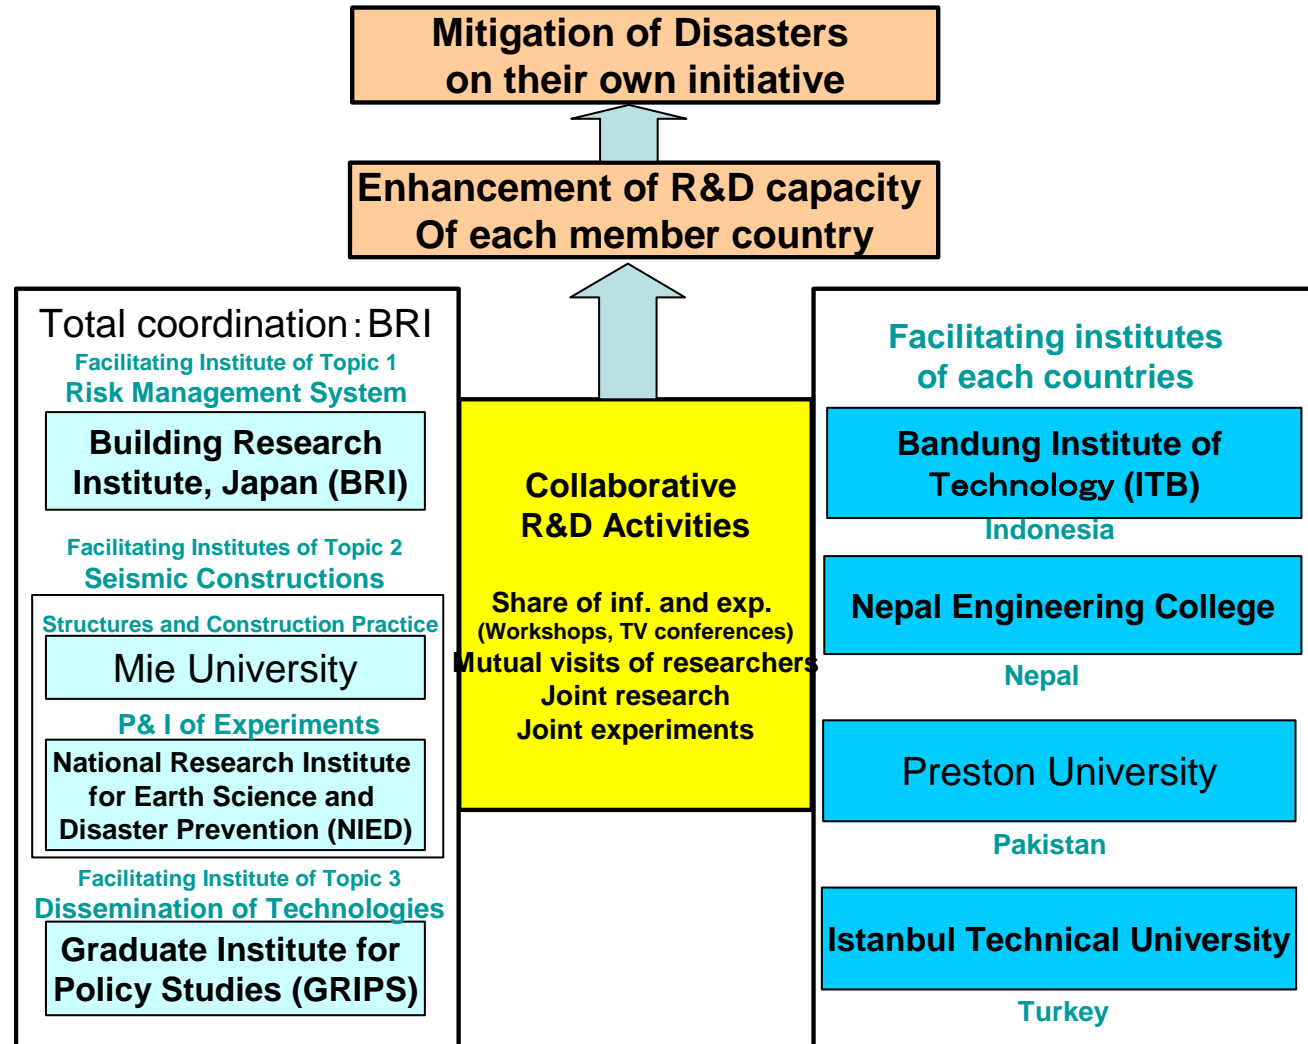 Mitigation of Disasters
on their own initiative
Enhancement of R&D capacity
Of each member country
Total coordination:BRI
Facilitating Institute of Topic 1
Risk Management System
Building Research
Institute, Japan (BRI)
Facilitating Institutes of Topic 2
Seismic Constructions
Structures and Construction Practice
Mie University
P& I of Experiments
National Research Institute
for Earth Science and
Disaster Prevention (NIED)
Facilitating Institute of Topic 3
Dissemination of Technologies
Graduate Institute for
Policy Studies (GRIPS)
Collaborative
R&D Activities
Share of inf. and exp.
(Workshops, TV conferences)
Mutual visits of researchers
Joint research
Joint experiments
Facilitating institutes
of each countries
Bandung Institute of
Technology (ITB)
Indonesia
Nepal Engineering College
Nepal
Preston University
Pakistan
Istanbul Technical University
Turkey